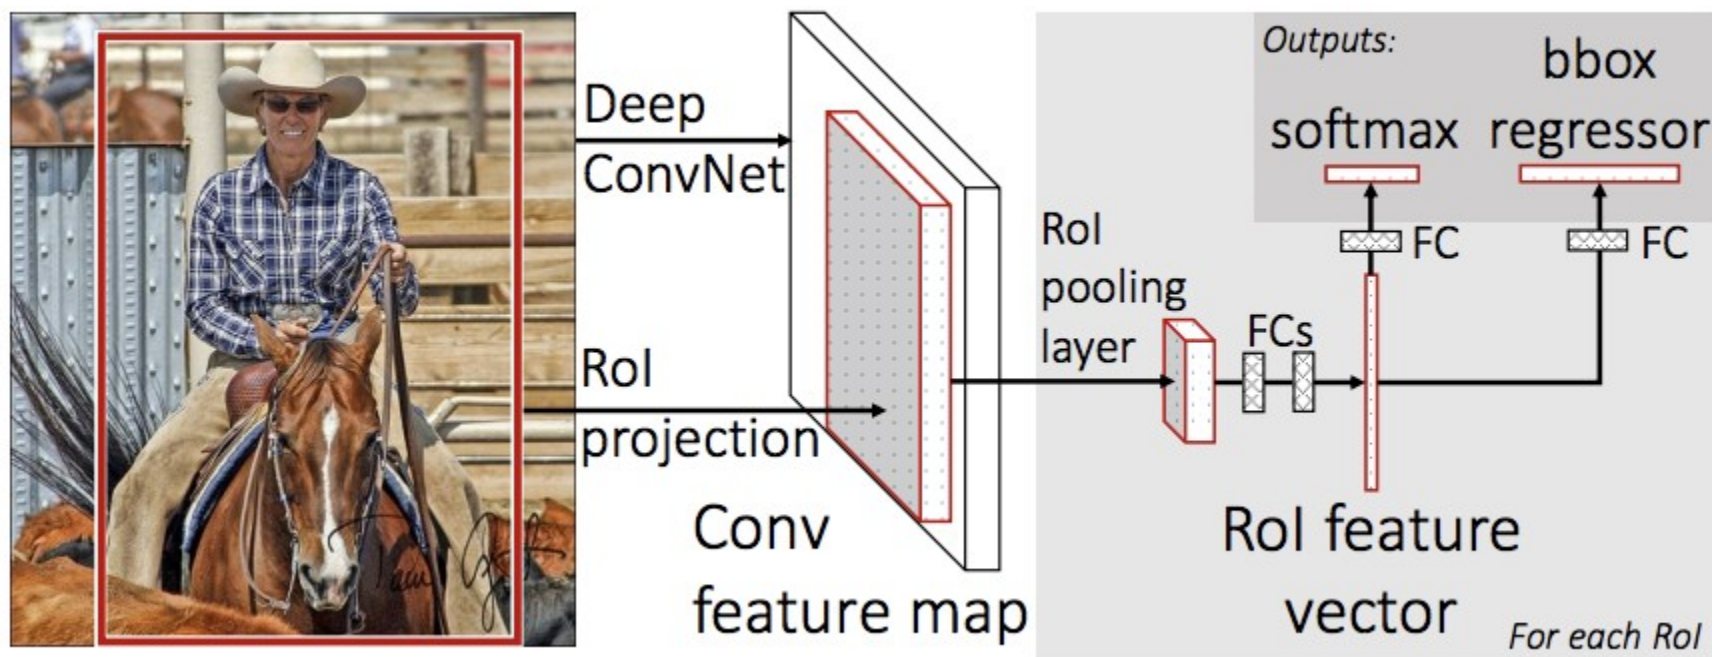 Deep
ConvNet
RoI
projection
Conv
feature map
RoI
pooling
layer
FCs
RoI feature
vector
For each RoI
Outputs:
softmax
bbox
regressor
FC
FC